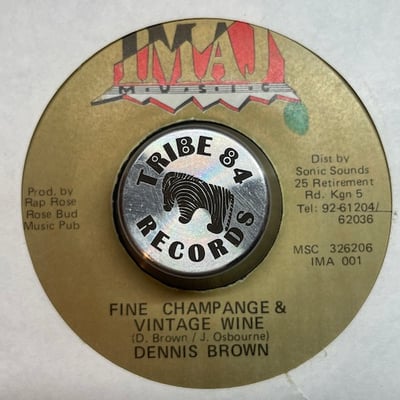 IMAJ
MUSIC
Prod. by
Rap Rose
Rose Bud
Music Pub
TRIBE 84
RECORDS
Dist by
Sonic Sounds
25 Retirement
Rd. Kgn 5
Tel: 92-61204/
62036
MSC 326206
IMA 001
FINE CHAMPANGE &
VINTAGE WINE
(D. Brown / J. Osbourne)
DENNIS BROWN